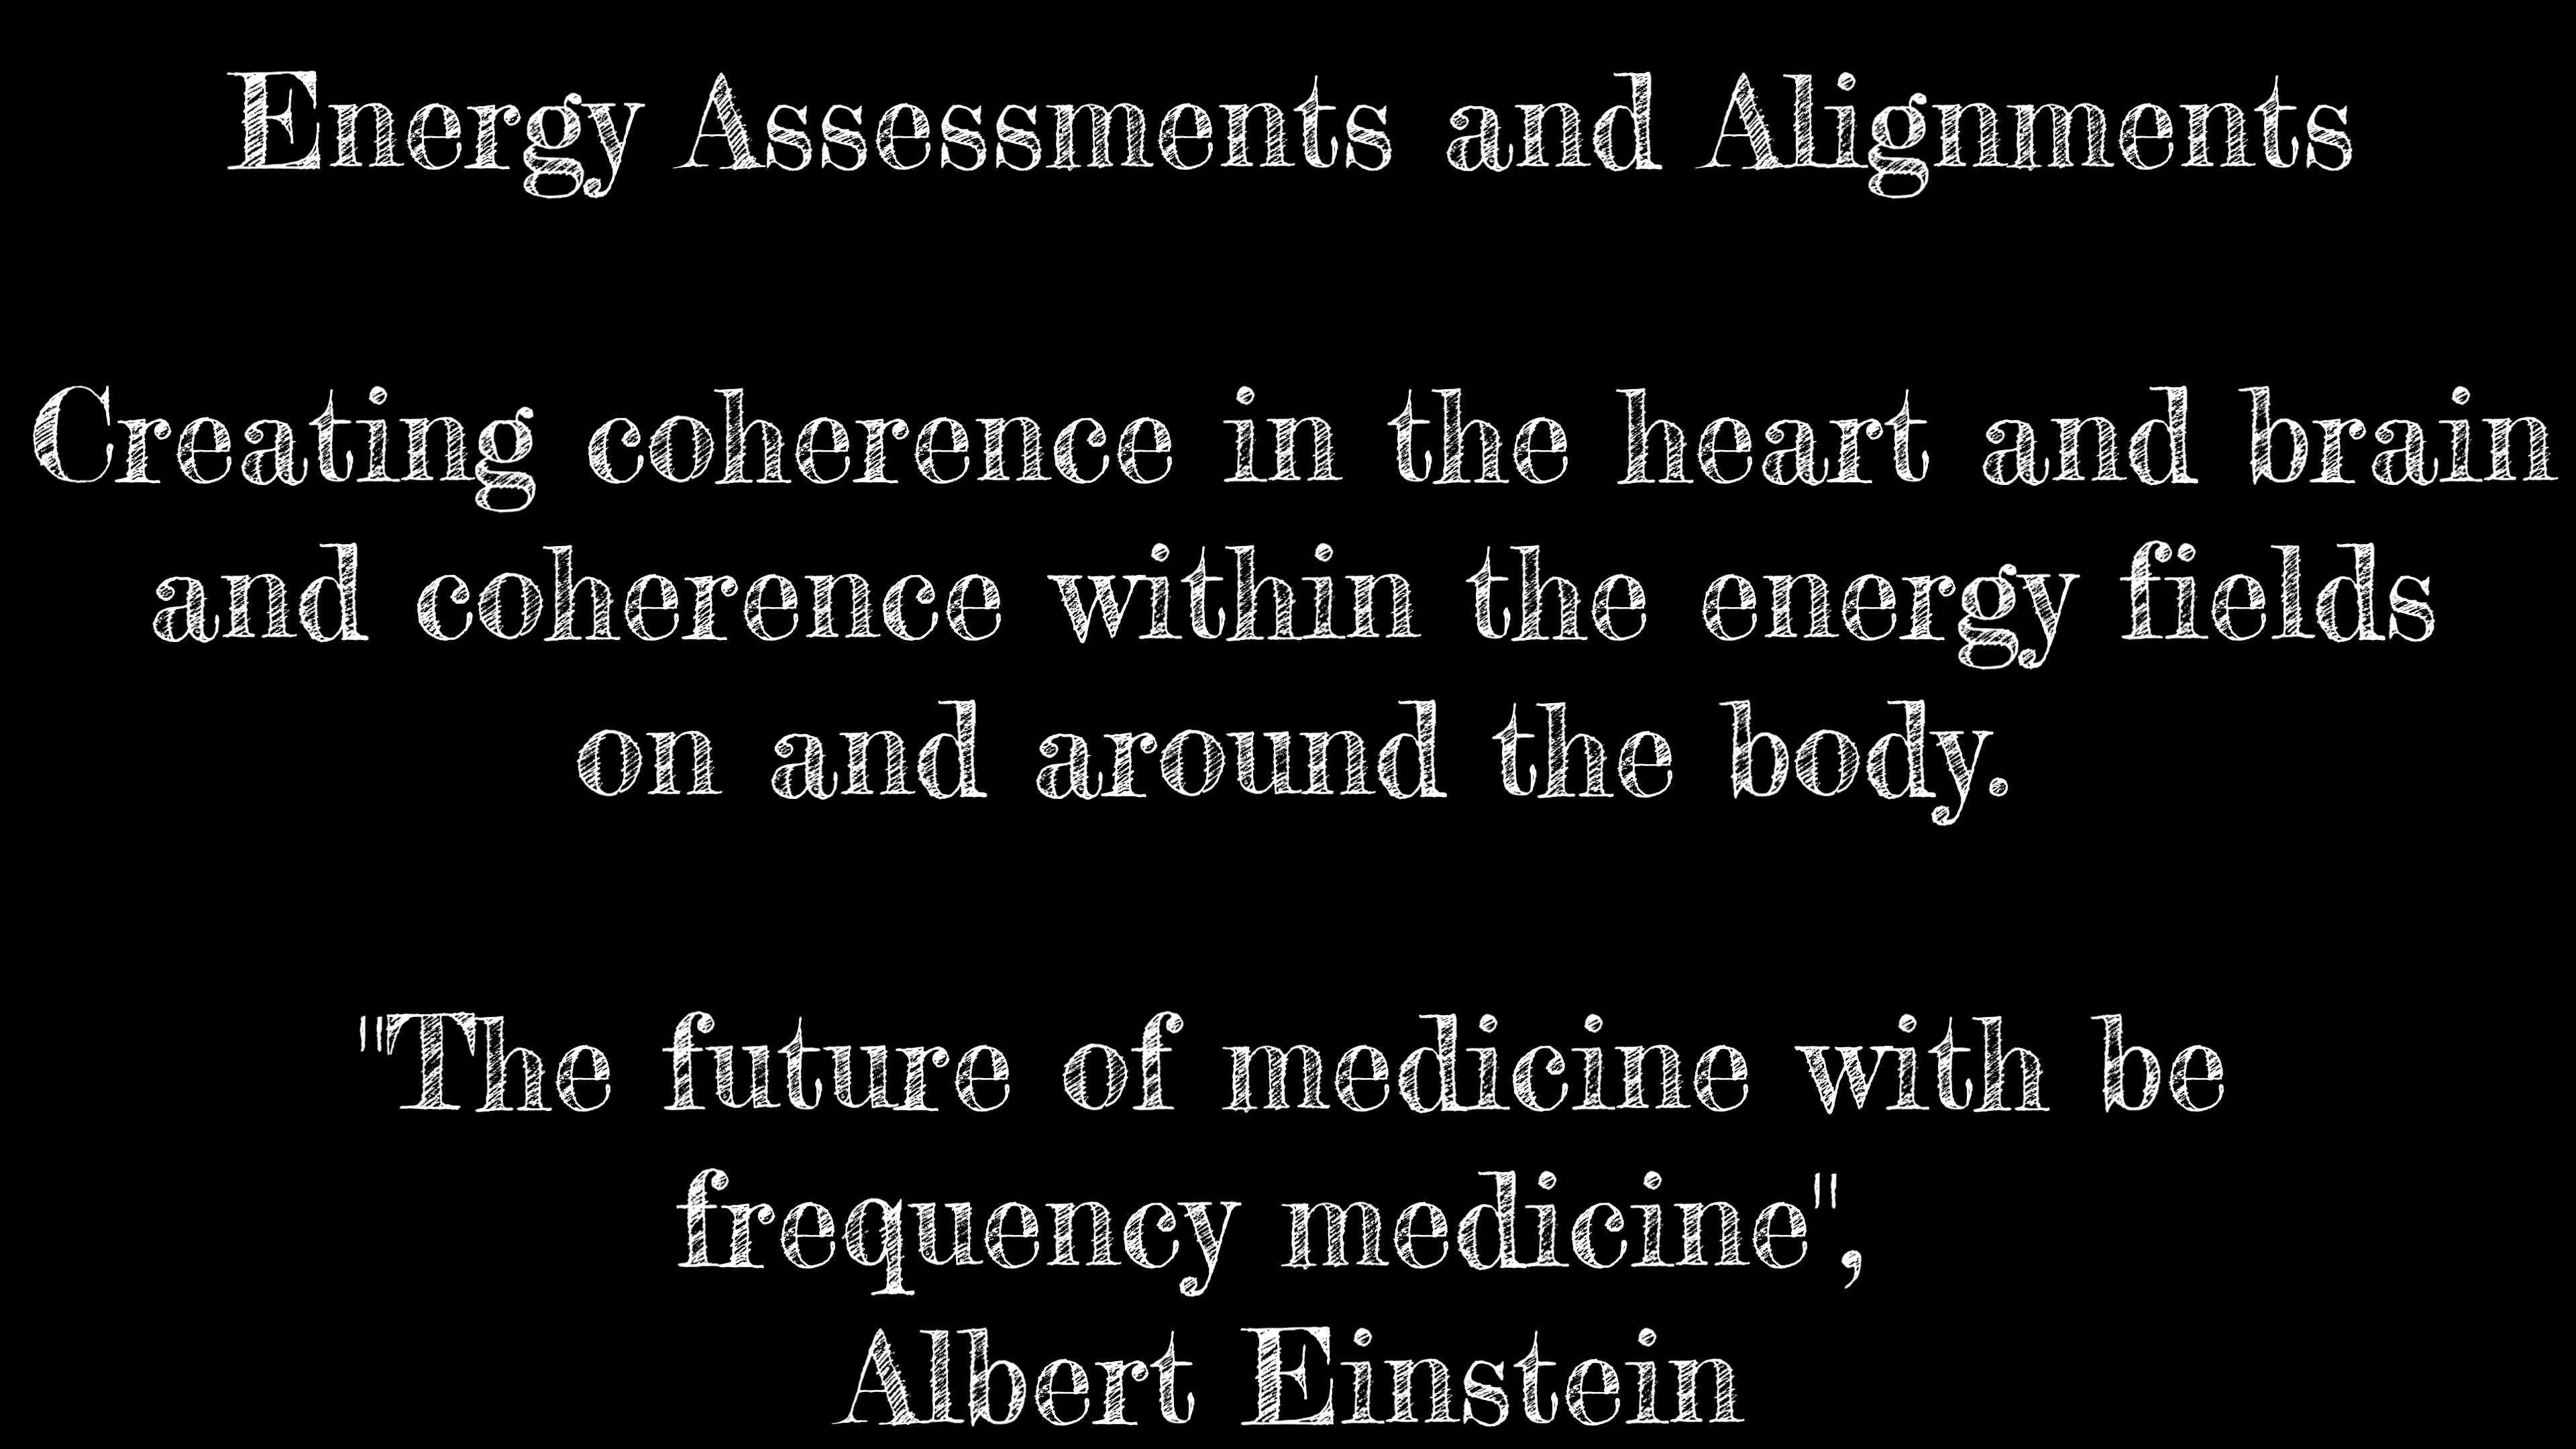 Energy Assessments and Alignments
Creating coherence in the heart and brain
and coherence within the energy fields
on and around the body.
"The future of medicine with be
frequency medicine",
Albert Einstein